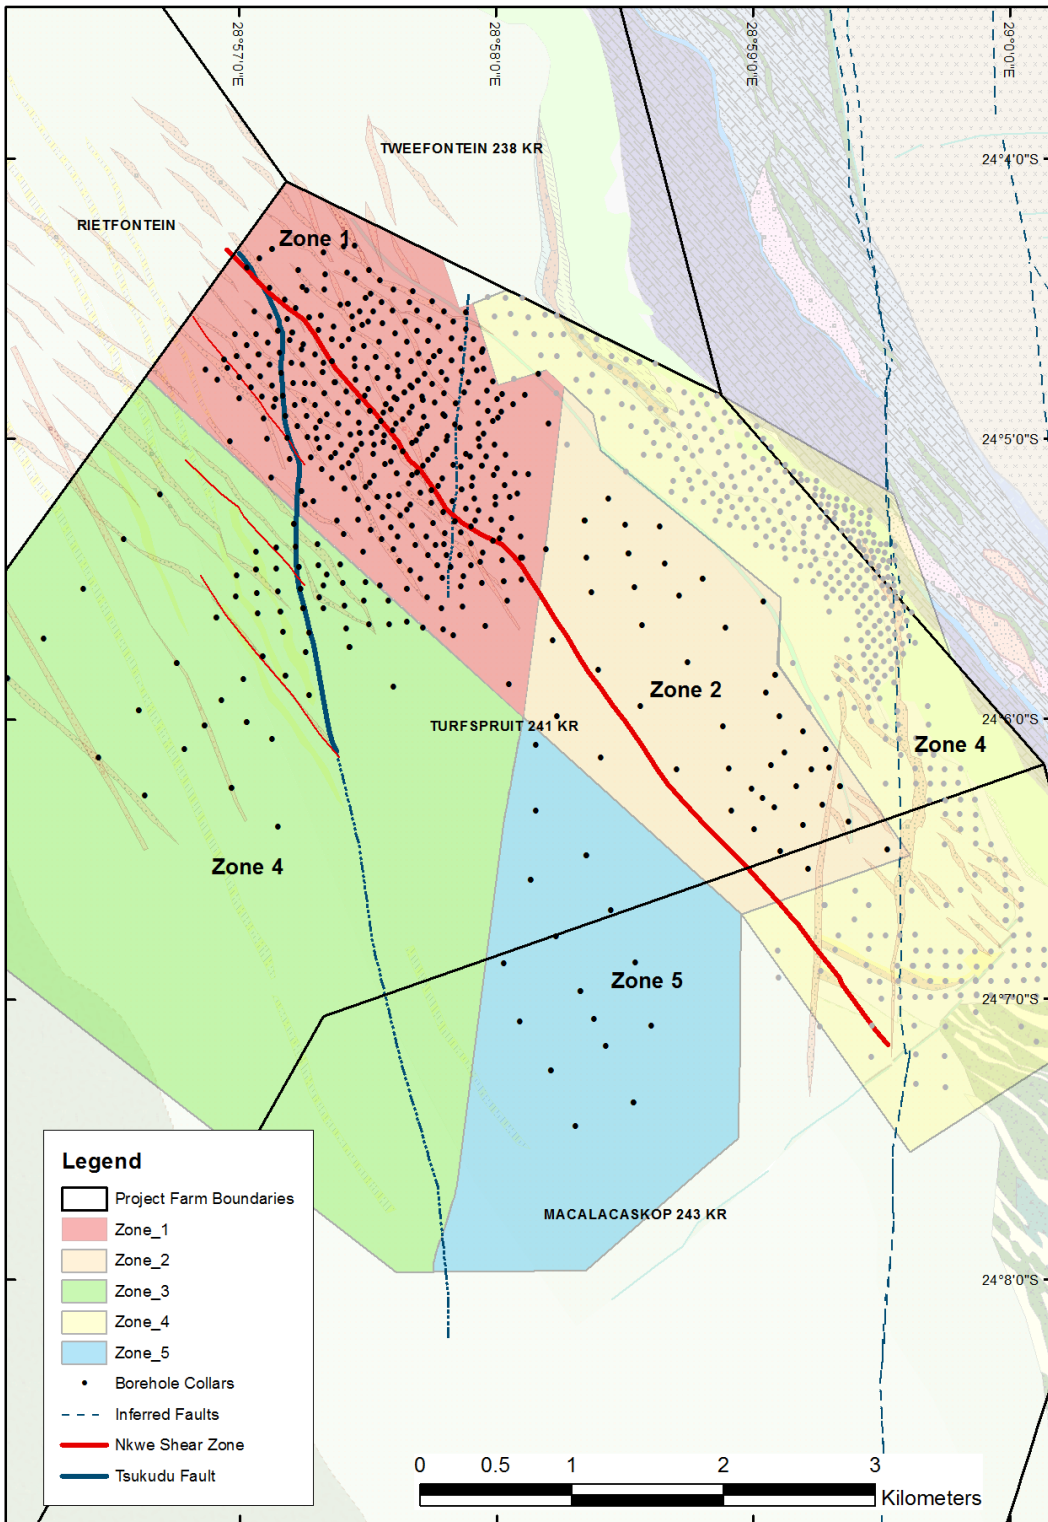 28°57'0"E
28°58'0"E
28°59'0"E
29°0'0"E
TWEEFONTEIN 238 KR
24°4'0"S
RIETFONTEIN
Zone 1
24°5'0"S
Zone 2
24°6'0"S
TURFSPRUIT 241 KR
Zone 4
Zone 4
Zone 5
24°7'0"S
Legend
Project Farm Boundaries
Zone_1
MACALACASKOP 243 KR
Zone_2
Zone_3
24°8'0"S
Zone_4
Zone_5
Borehole Collars
Inferred Faults
Nkwe Shear Zone
Tsukudu Fault
0 0.5 1 2 3
Kilometers